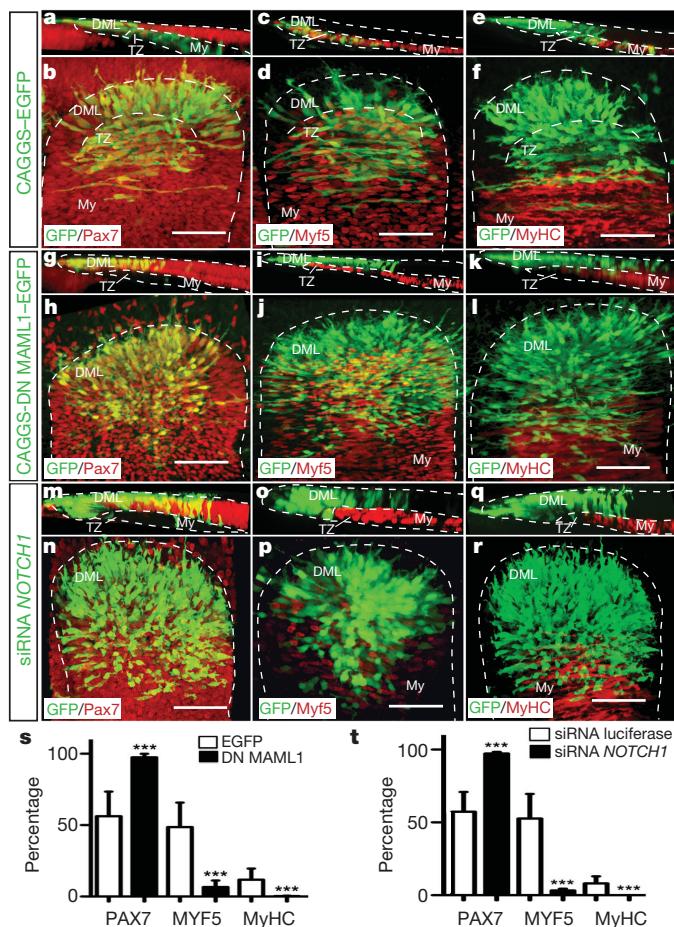 CAGGS–EGFP
a
DML
TZ
My
c
DML
TZ
My
e
DML
TZ
My
b
DML
TZ
My
GFP/Pax7
d
DML
TZ
My
GFP/Myf5
f
DML
TZ
My
GFP/MyHC
CAGGS-DN MAML1–EGFP
g
DML
TZ
My
i
DML
TZ
My
k
DML
TZ
My
h
DML
My
GFP/Pax7
j
DML
My
GFP/Myf5
l
DML
My
GFP/MyHC
siRNA NOTCH1
m
DML
TZ
My
o
DML
TZ
My
q
DML
TZ
My
n
DML
My
GFP/Pax7
p
DML
My
GFP/Myf5
r
DML
My
GFP/MyHC
s
EGFP
DN MAML1
Percentage
100
50
0
***
***
***
PAX7 MYF5 MyHC
t
siRNA luciferase
siRNA NOTCH1
Percentage
100
50
0
***
***
***
PAX7 MYF5 MyHC